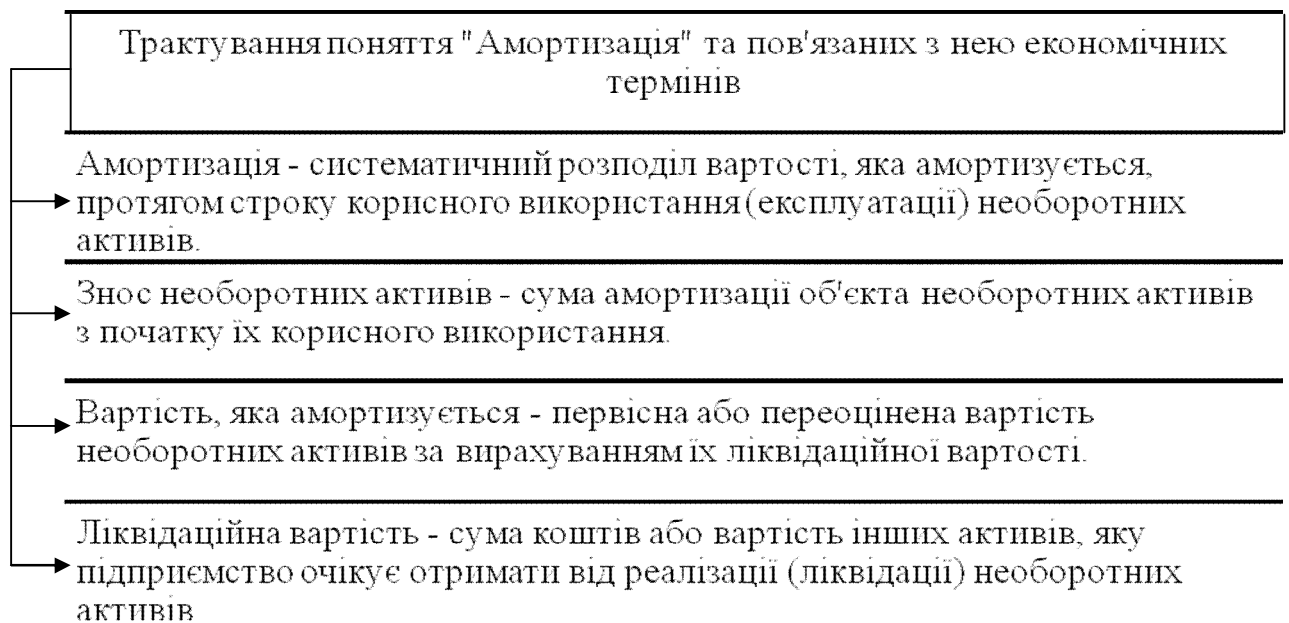 Трактування поняття "Амортизація" та пов'язаних з нею економічних
термінів
Амортизація - систематичний розподіл вартості, яка амортизується,
протягом строку корисного використання (експлуатації) необоротних
активів.
Знос необоротних активів - сума амортизації об'єкта необоротних активів
з початку їх корисного використання.
Вартість, яка амортизується - первісна або переоцінена вартість
необоротних активів за вирахуванням їх ліквідаційної вартості.
Ліквідаційна вартість - сума коштів або вартість інших активів, яку
підприємство очікує отримати від реалізації (ліквідації) необоротних
активів